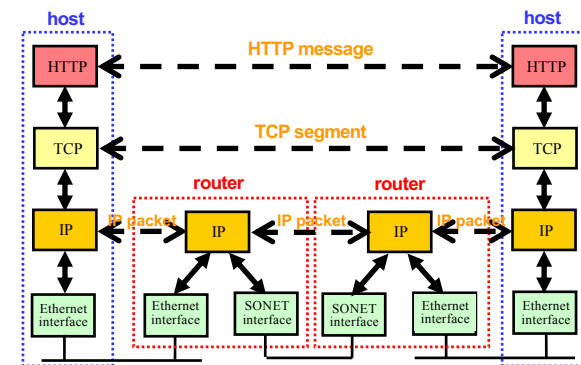 host
host
HTTP
HTTP message
HTTP
TCP
TCP segment
TCP
router
router
IP
IP packet
IP
IP packet
IP
IP packet
IP
Ethernet
interface
Ethernet
interface
SONET
interface
SONET
interface
Ethernet
interface
Ethernet
interface